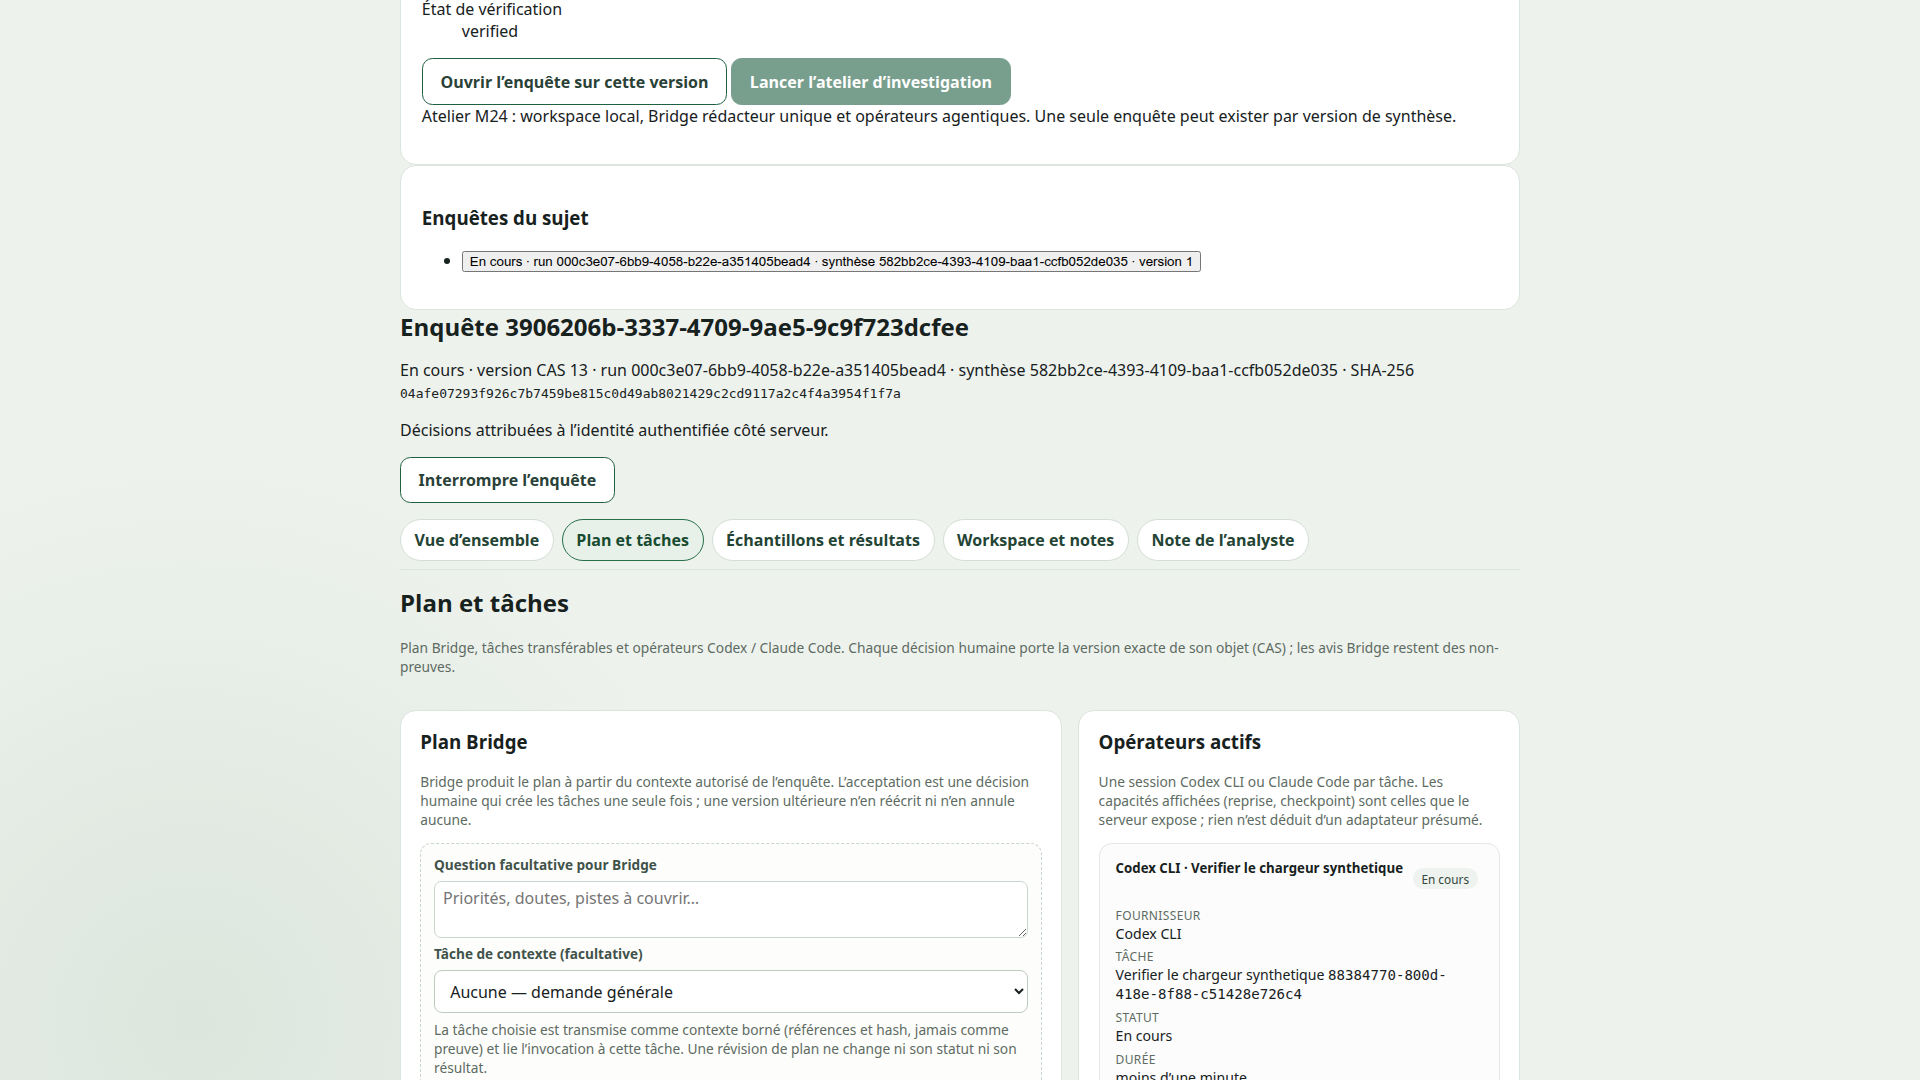 État de vérification
verified
Ouvrir l’enquête sur cette version
Lancer l’atelier d’investigation
Atelier M24 : workspace local, Bridge rédacteur unique et opérateurs agentiques. Une seule enquête peut exister par version de synthèse.
Enquêtes du sujet
En cours · run 000c3e07-6bb9-4058-b22e-a351405bead4 · synthèse 582bb2ce-4393-4109-baa1-ccfb052de035 · version 1
Enquête 3906206b-3337-4709-9ae5-9c9f723dcfee
En cours · version CAS 13 · run 000c3e07-6bb9-4058-b22e-a351405bead4 · synthèse 582bb2ce-4393-4109-baa1-ccfb052de035 · SHA-256
04afe07293f926c7b7459be815c0d49ab8021429c2cd9117a2c4f4a3954f1f7a
Décisions attribuées à l’identité authentifiée côté serveur.
Interrompre l’enquête
Vue d’ensemble
Plan et tâches
Échantillons et résultats
Workspace et notes
Note de l’analyste
Plan et tâches
Plan Bridge, tâches transférables et opérateurs Codex / Claude Code. Chaque décision humaine porte la version exacte de son objet (CAS) ; les avis Bridge restent des non-
preuves.
Plan Bridge
Bridge produit le plan à partir du contexte autorisé de l’enquête. L’acceptation est une décision
humaine qui crée les tâches une seule fois ; une version ultérieure n’en réécrit ni n’en annule
aucune.
Question facultative pour Bridge
Priorités, doutes, pistes à couvrir…
Tâche de contexte (facultative)
Aucune — demande générale
La tâche choisie est transmise comme contexte borné (références et hash, jamais comme
preuve) et lie l’invocation à cette tâche. Une révision de plan ne change ni son statut ni son
résultat.
Opérateurs actifs
Une session Codex CLI ou Claude Code par tâche. Les
capacités affichées (reprise, checkpoint) sont celles que le
serveur expose ; rien n’est déduit d’un adaptateur présumé.
Codex CLI · Verifier le chargeur synthetique
En cours
FOURNISSEUR
Codex CLI
TÂCHE
Verifier le chargeur synthetique 88384770-800d-
418e-8f88-c51428e726c4
STATUT
En cours
DURÉE
moins d’une minute